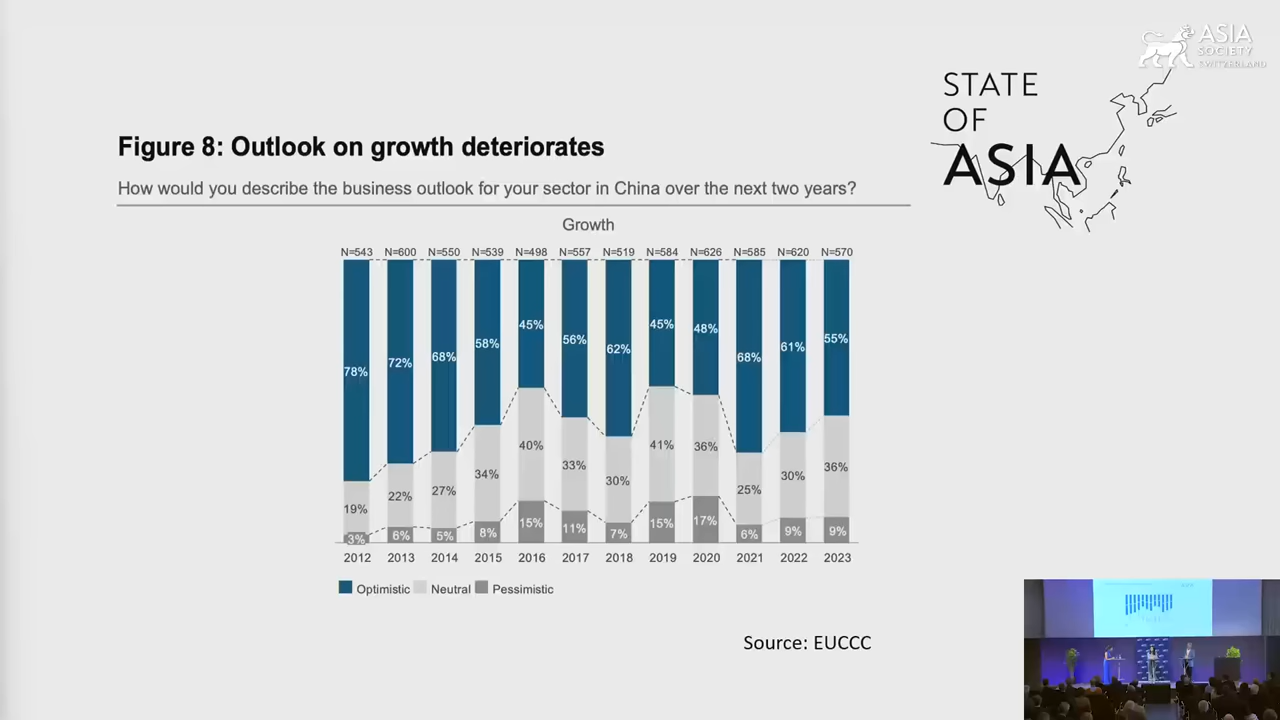 ASIA
SOCIETY
SWITZERLAND
STATE
OF
ASIA
Figure 8: Outlook on growth deteriorates
How would you describe the business outlook for your sector in China over the next two years?
Growth
N=543 N=600 N=550 N=539 N=498 N=557 N=519 N=584 N=626 N=585 N=620 N=570
78% 72% 68% 58% 45% 56% 62% 45% 48% 68% 61% 55%
19% 22% 27% 34% 40% 33% 30% 41% 36% 25% 30% 36%
3% 6% 5% 8% 15% 11% 7% 15% 17% 6% 9% 9%
2012 2013 2014 2015 2016 2017 2018 2019 2020 2021 2022 2023
Optimistic Neutral Pessimistic
Source: EUCCC